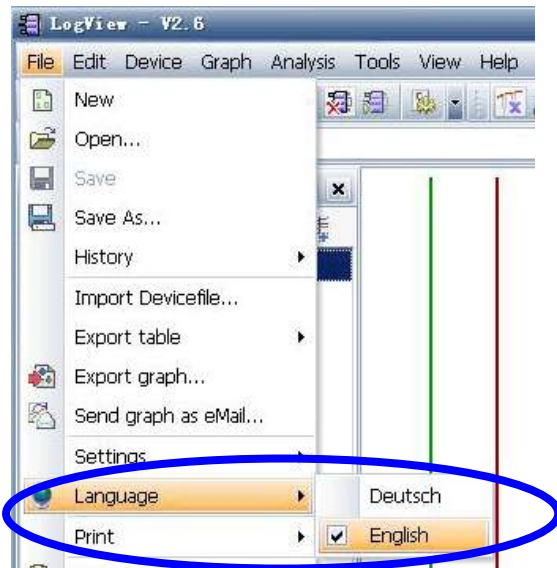 LogView - V2.6
File Edit Device Graph Analysis Tools View Help
New
Open...
Save
Save As...
History
Import Devicefile...
Export table
Export graph...
Send graph as eMail...
Settings
Language
Deutsch
Print
English